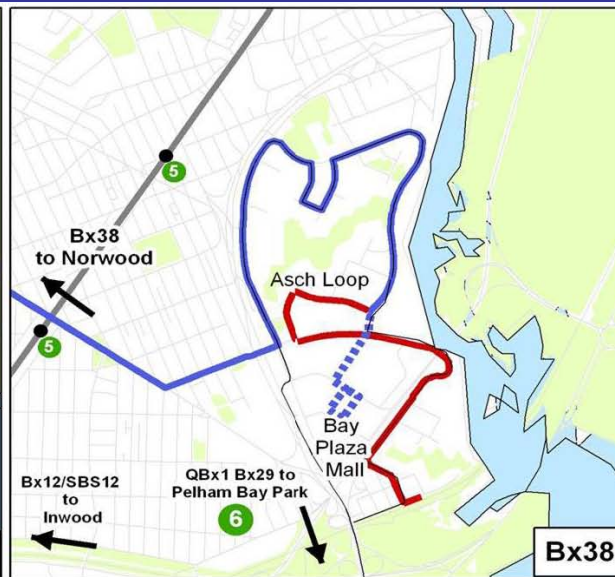 5
Bx38
to Norwood
Asch Loop
5
Bay
Plaza
Mall
Bx12/SBS12
to
Inwood
QBx1 Bx29 to
Pelham Bay Park
6
Bx38